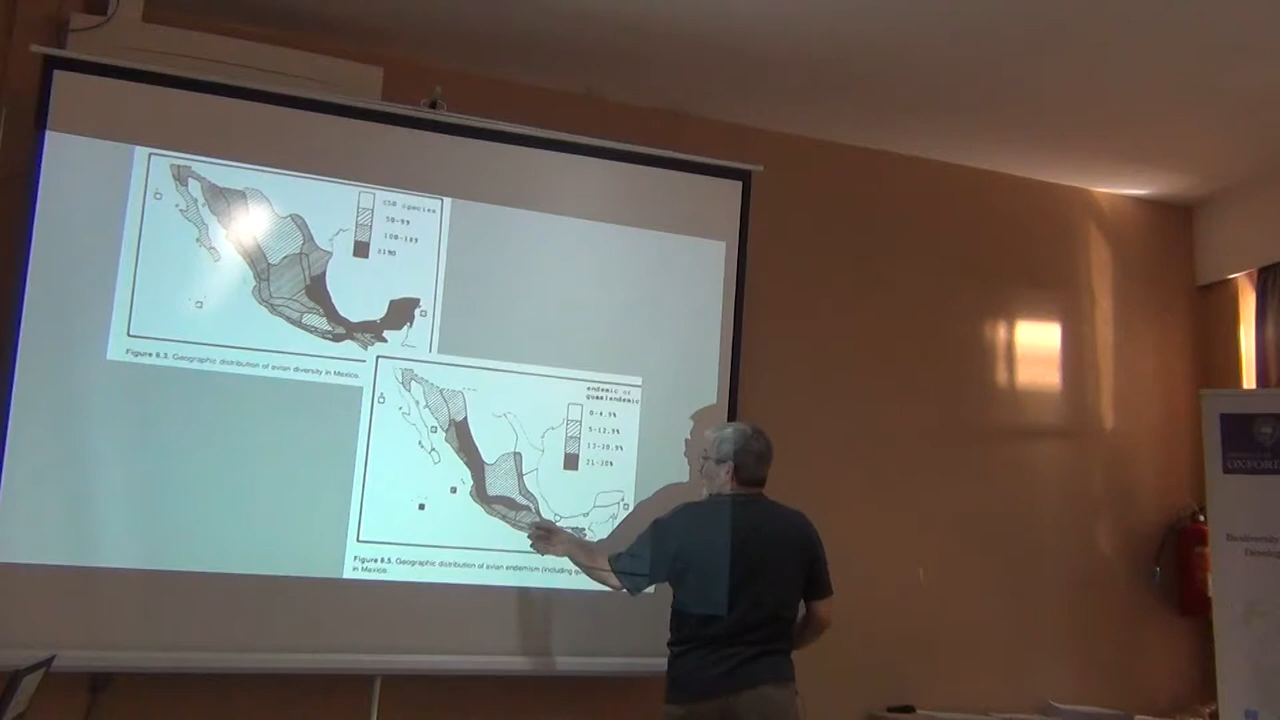 ≤50 species
50-99
100-189
≥190
Figure 8.3. Geographic distribution of avian diversity in Mexico.
endemic or
quasiendemic
0-4.9%
5-12.9%
13-20.9%
21-30%
Figure 8.5. Geographic distribution of avian endemism (including
in Mexico.
OXFORD
Biodiversity